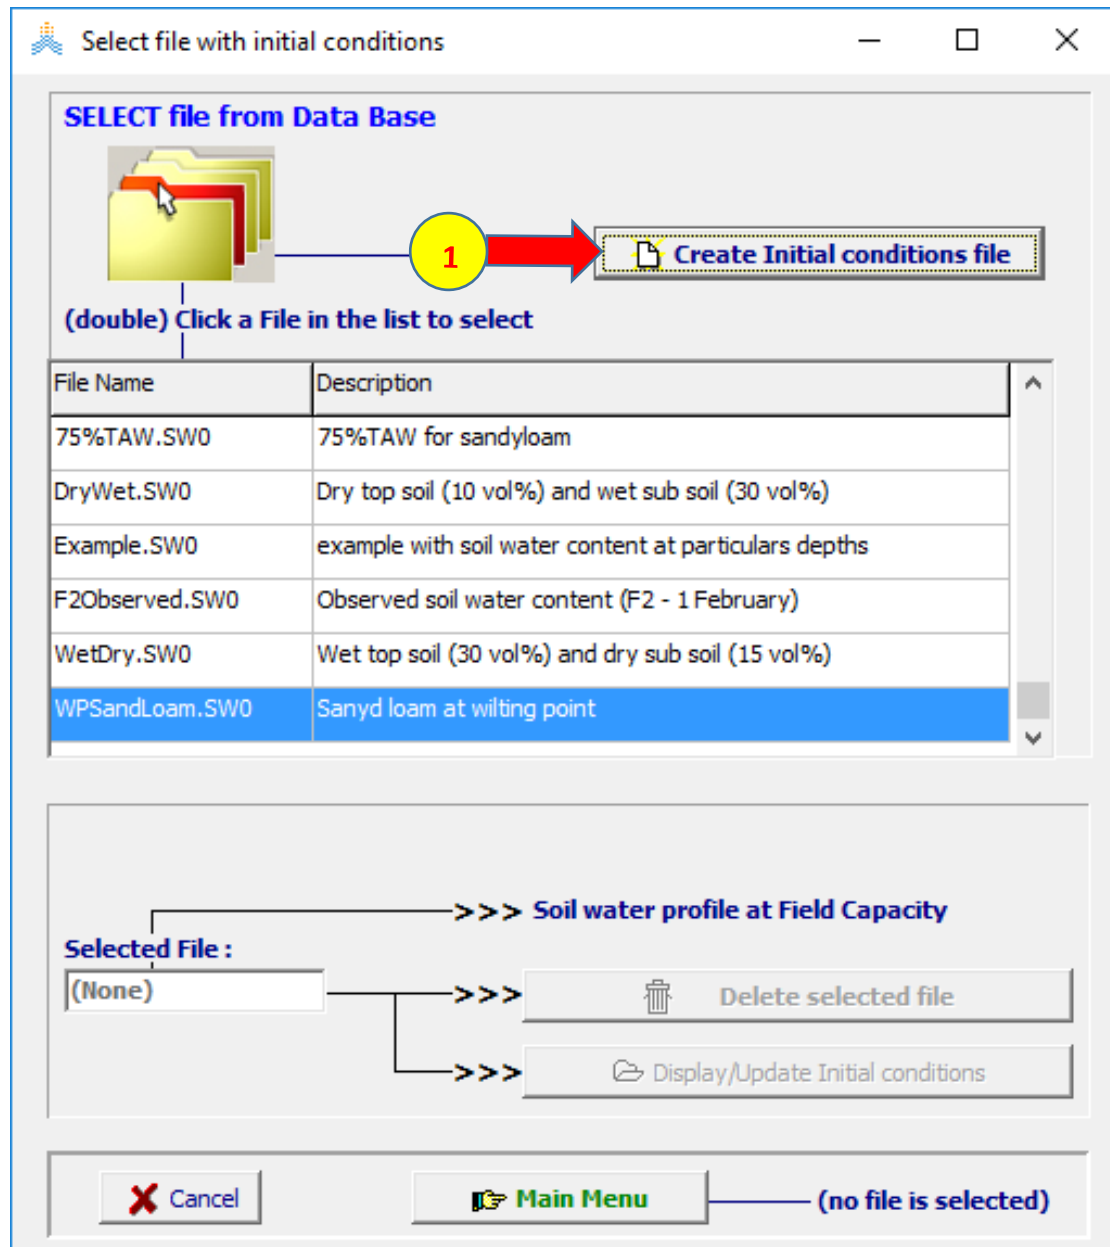 Select file with initial conditions
SELECT file from Data Base
1
Create Initial conditions file
(double) Click a File in the list to select
File Name Description
75%TAW.SW0 75%TAW for sandyloam
DryWet.SW0 Dry top soil (10 vol%) and wet sub soil (30 vol%)
Example.SW0 example with soil water content at particulars depths
F2Observed.SW0 Observed soil water content (F2 - 1 February)
WetDry.SW0 Wet top soil (30 vol%) and dry sub soil (15 vol%)
WPSandLoam.SW0 Sanyd loam at wilting point
>>> Soil water profile at Field Capacity
Selected File :
(None)
>>> Delete selected file
>>> Display/Update Initial conditions
Cancel Main Menu (no file is selected)